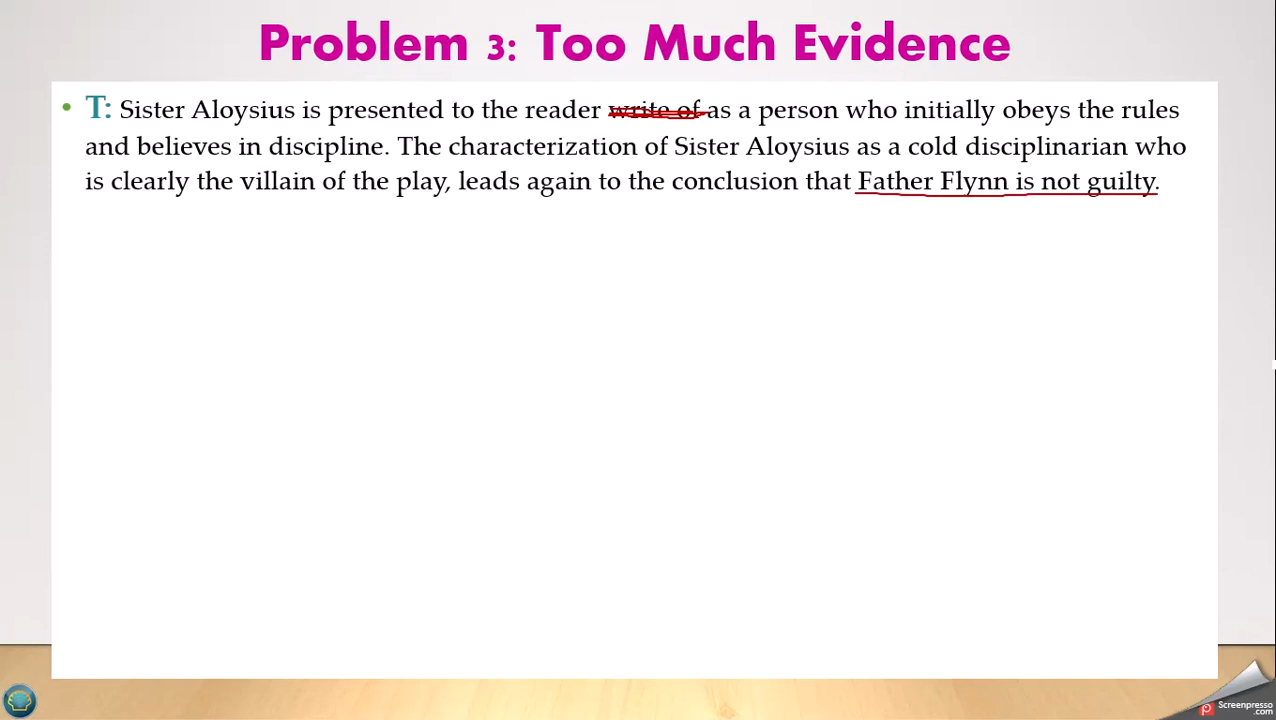 Problem 3: Too Much Evidence
• T: Sister Aloysius is presented to the reader write of as a person who initially obeys the rules
and believes in discipline. The characterization of Sister Aloysius as a cold disciplinarian who
is clearly the villain of the play, leads again to the conclusion that Father Flynn is not guilty.
Screenpresso
.com